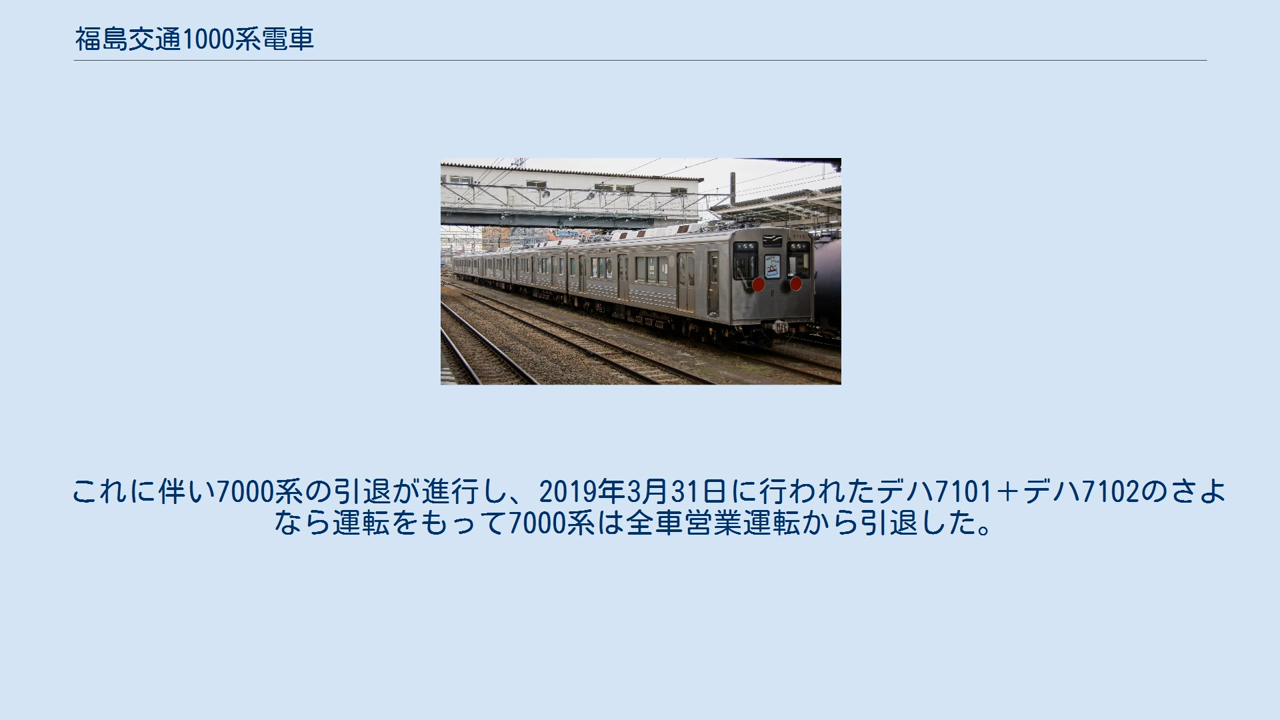 福島交通1000系電車
これに伴い7000系の引退が進行し、2019年3月31日に行われたデハ7101＋デハ7102のさよ
なら運転をもって7000系は全車営業運転から引退した。